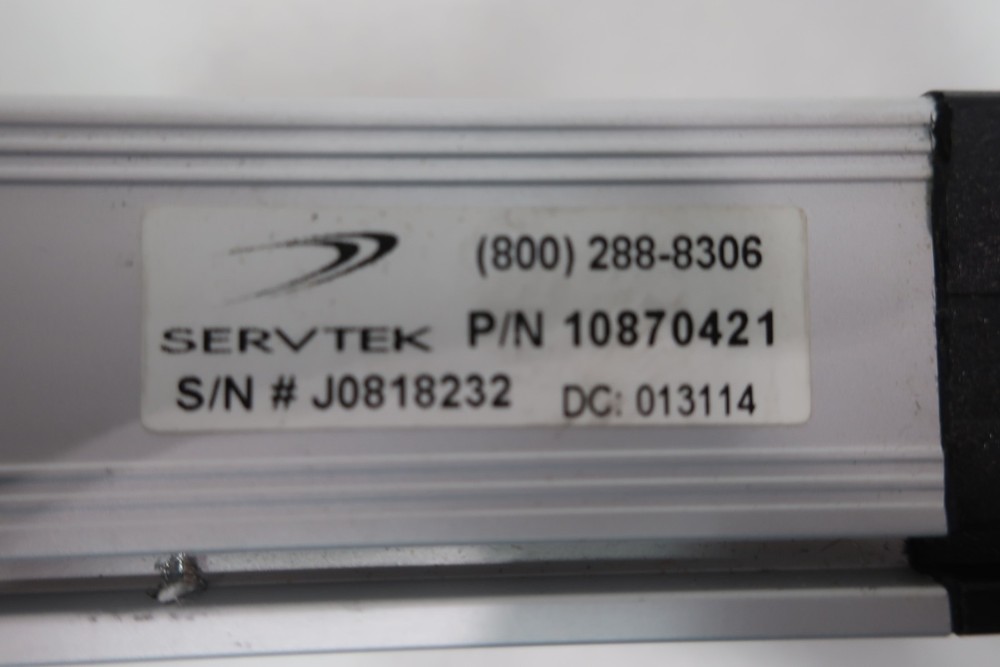 (800) 288-8306
SERVTEK P/N 10870421
S/N # J0818232 DC: 013114